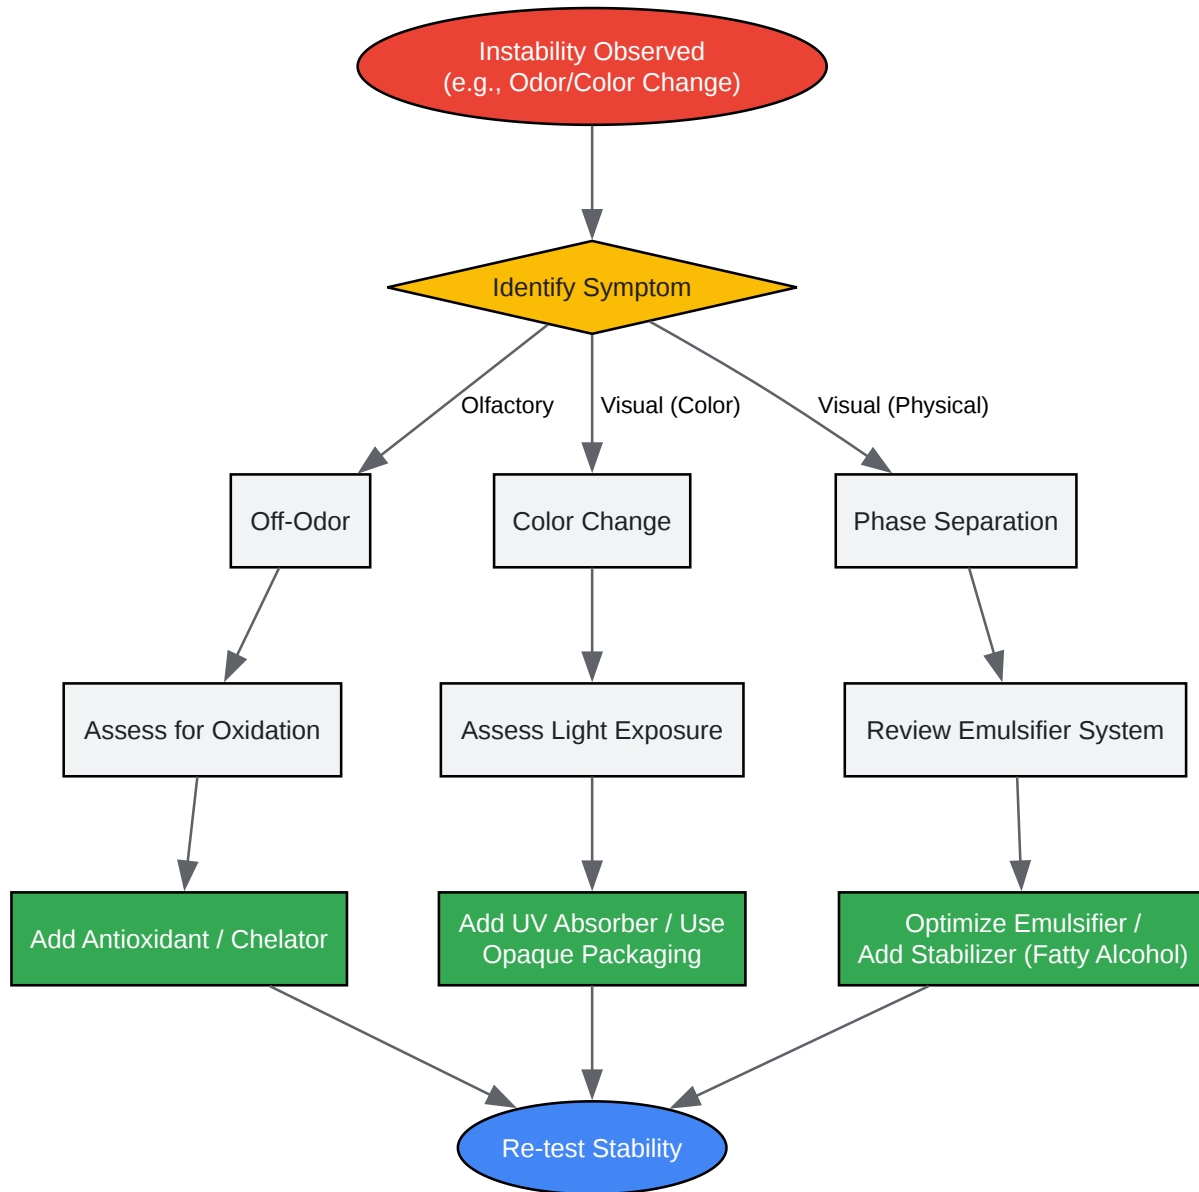 Instability Observed
(e.g., Odor/Color Change)
Identify Symptom
Olfactory
Visual (Color)
Visual (Physical)
Off-Odor
Color Change
Phase Separation
Assess for Oxidation
Assess Light Exposure
Review Emulsifier System
Add Antioxidant / Chelator
Add UV Absorber / Use
Opaque Packaging
Optimize Emulsifier /
Add Stabilizer (Fatty Alcohol)
Re-test Stability